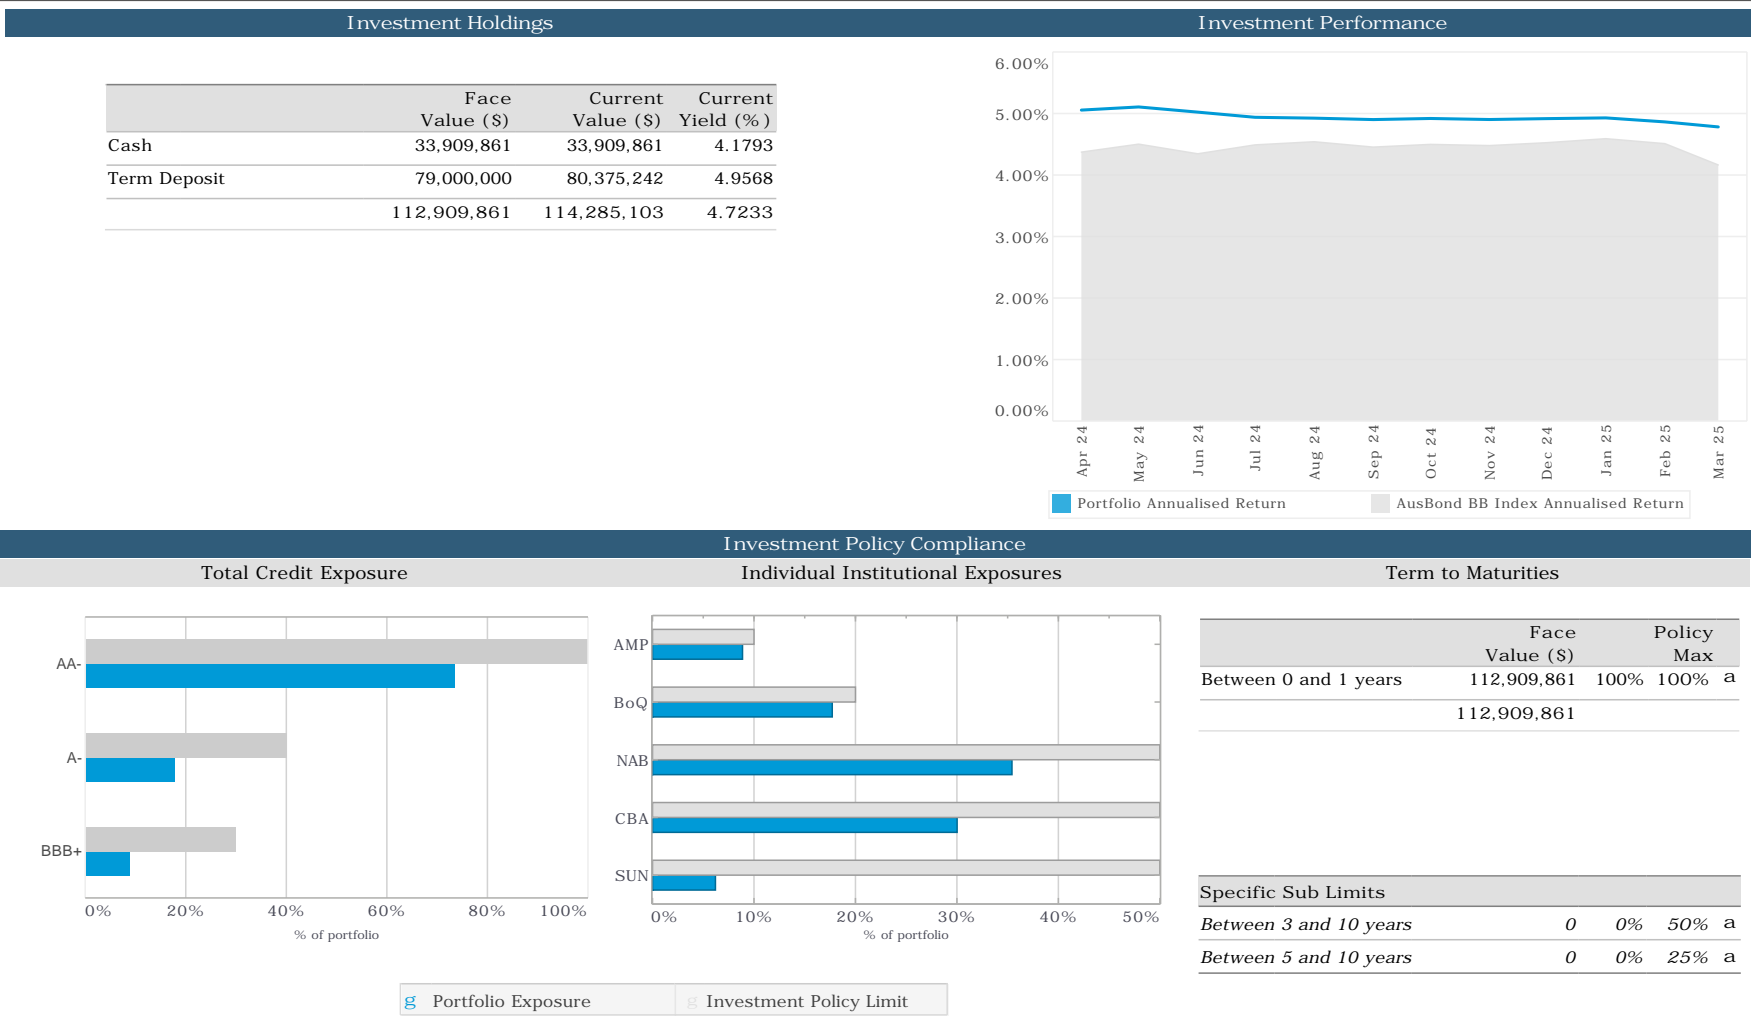 Investment Holdings
Face Current Current
Value ($) Value ($) Yield (%)
Cash 33,909,861 33,909,861 4.1793
Term Deposit 79,000,000 80,375,242 4.9568
112,909,861 114,285,103 4.7233
Investment Performance
6.00%
5.00%
4.00%
3.00%
2.00%
1.00%
0.00%
Apr 24
May 24
Jun 24
Jul 24
Aug 24
Sep 24
Oct 24
Nov 24
Dec 24
Jan 25
Feb 25
Mar 25
Portfolio Annualised Return AusBond BB Index Annualised Return
Investment Policy Compliance
Total Credit Exposure
AA-
A-
BBB+
0% 20% 40% 60% 80% 100%
% of portfolio
Individual Institutional Exposures
AMP
BoQ
NAB
CBA
SUN
0% 10% 20% 30% 40% 50%
% of portfolio
g Portfolio Exposure g Investment Policy Limit
Term to Maturities
Face Policy
Value ($) Max
Between 0 and 1 years 112,909,861 100% 100% a
112,909,861
Specific Sub Limits
Between 3 and 10 years 0 0% 50% a
Between 5 and 10 years 0 0% 25% a